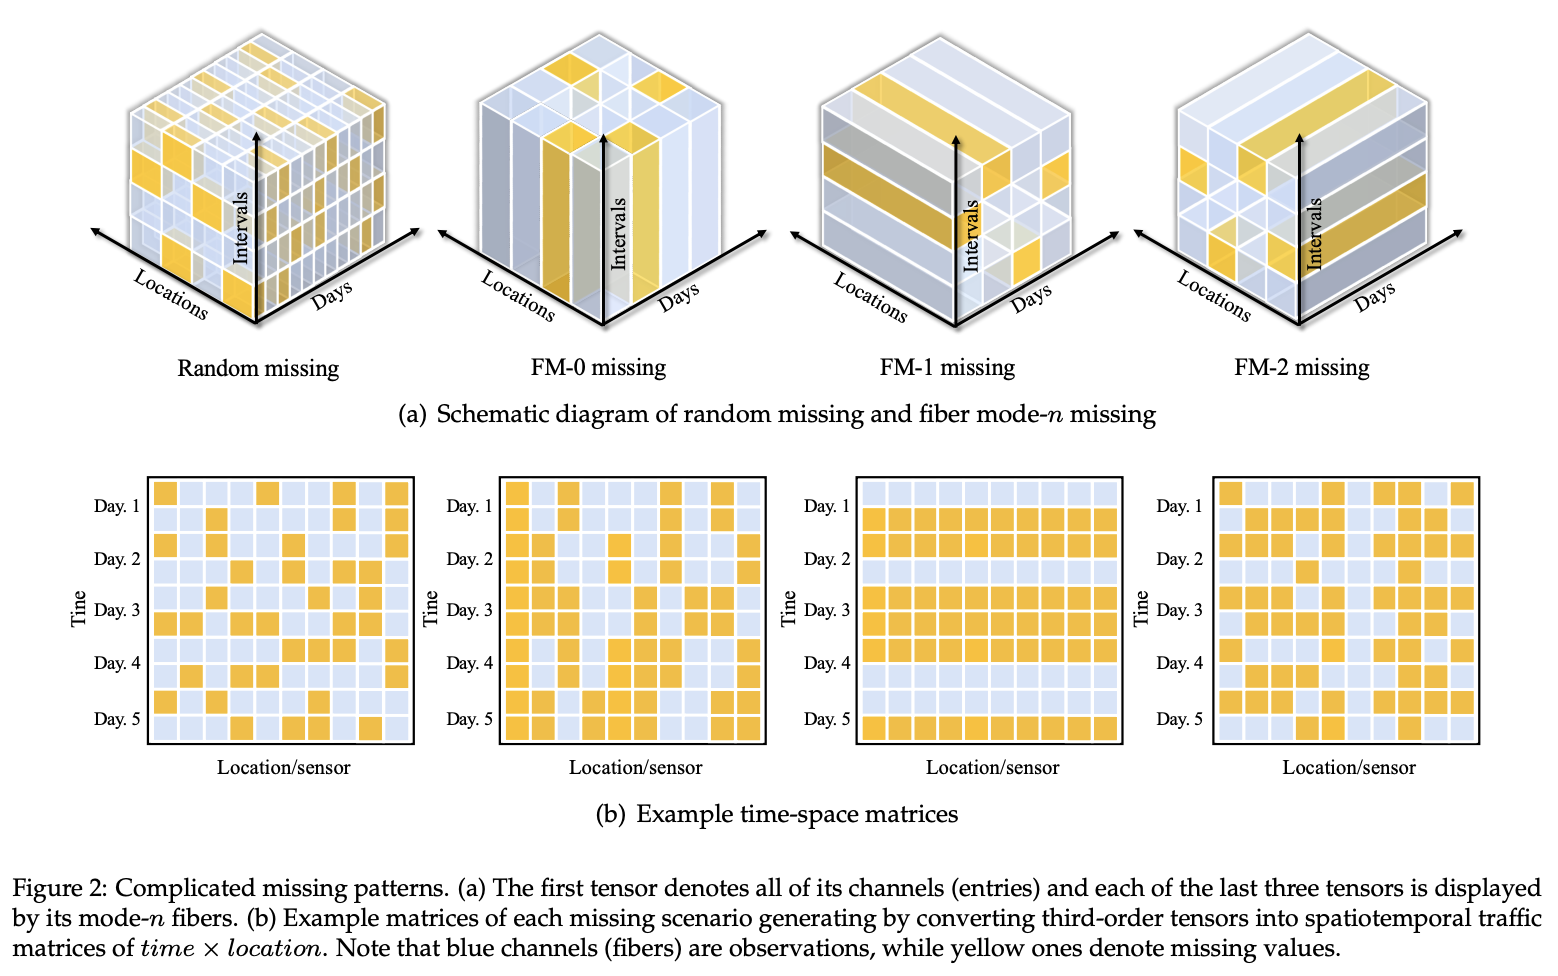 Intervals
Locations
Days
Random missing
Intervals
Locations
Days
FM-0 missing
Intervals
Locations
Days
FM-1 missing
Intervals
Locations
Days
FM-2 missing
(a) Schematic diagram of random missing and fiber mode-n missing
Tine
Day. 1
Day. 2
Day. 3
Day. 4
Day. 5
Location/sensor
Tine
Day. 1
Day. 2
Day. 3
Day. 4
Day. 5
Location/sensor
Tine
Day. 1
Day. 2
Day. 3
Day. 4
Day. 5
Location/sensor
Tine
Day. 1
Day. 2
Day. 3
Day. 4
Day. 5
Location/sensor
(b) Example time-space matrices
Figure 2: Complicated missing patterns. (a) The first tensor denotes all of its channels (entries) and each of the last three tensors is displayed
by its mode-n fibers. (b) Example matrices of each missing scenario generating by converting third-order tensors into spatiotemporal traffic
matrices of time × location. Note that blue channels (fibers) are observations, while yellow ones denote missing values.